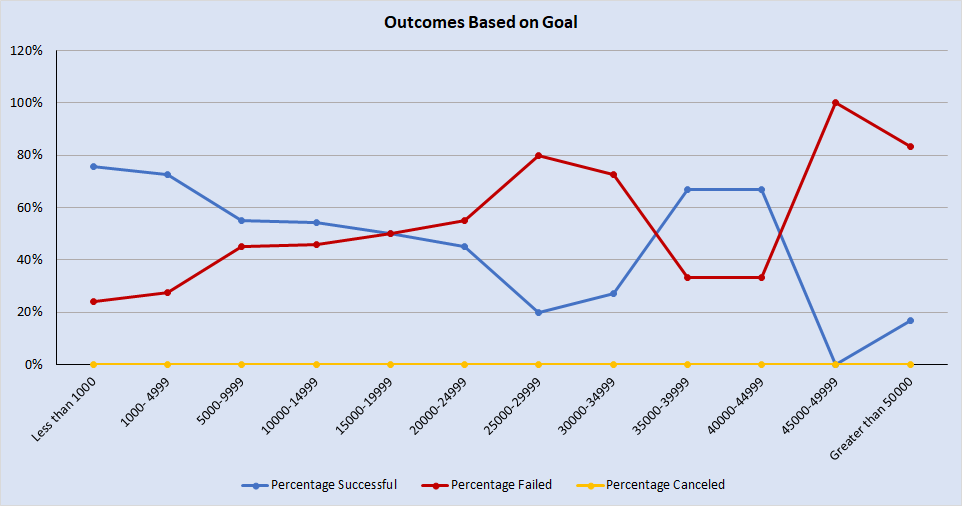 Outcomes Based on Goal
120%
100%
80%
60%
40%
20%
0%
Less than 1000
1000- 4999
5000-9999
10000-14999
15000-19999
20000-24999
25000-29999
30000-34999
35000-39999
40000-44999
45000-49999
Greater than 50000
Percentage Successful
Percentage Failed
Percentage Canceled